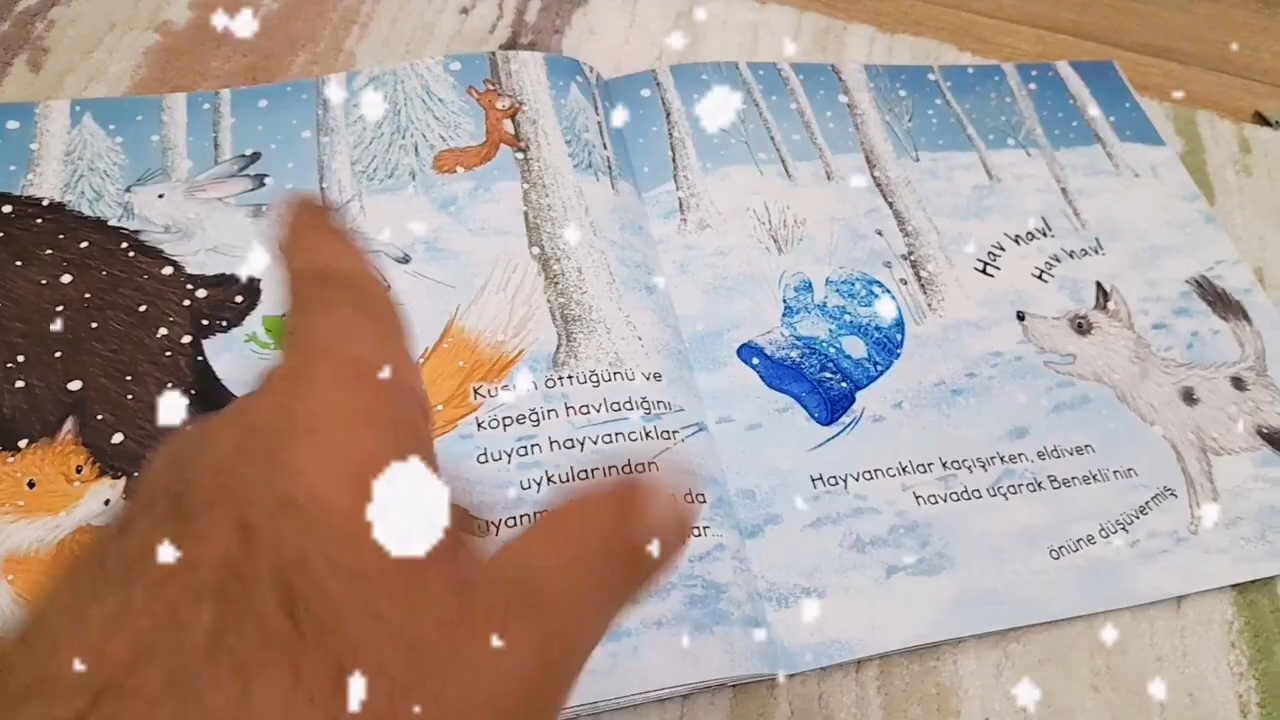 öttüğünü ve
köpeğin havladığını
duyan hayvancıklar,
uykularından
da
Hav hav!
Hav hav!
Hayvancıklar kaçışırken, eldiven
havada uçarak Benekli'nin
önüne düşüvermiş